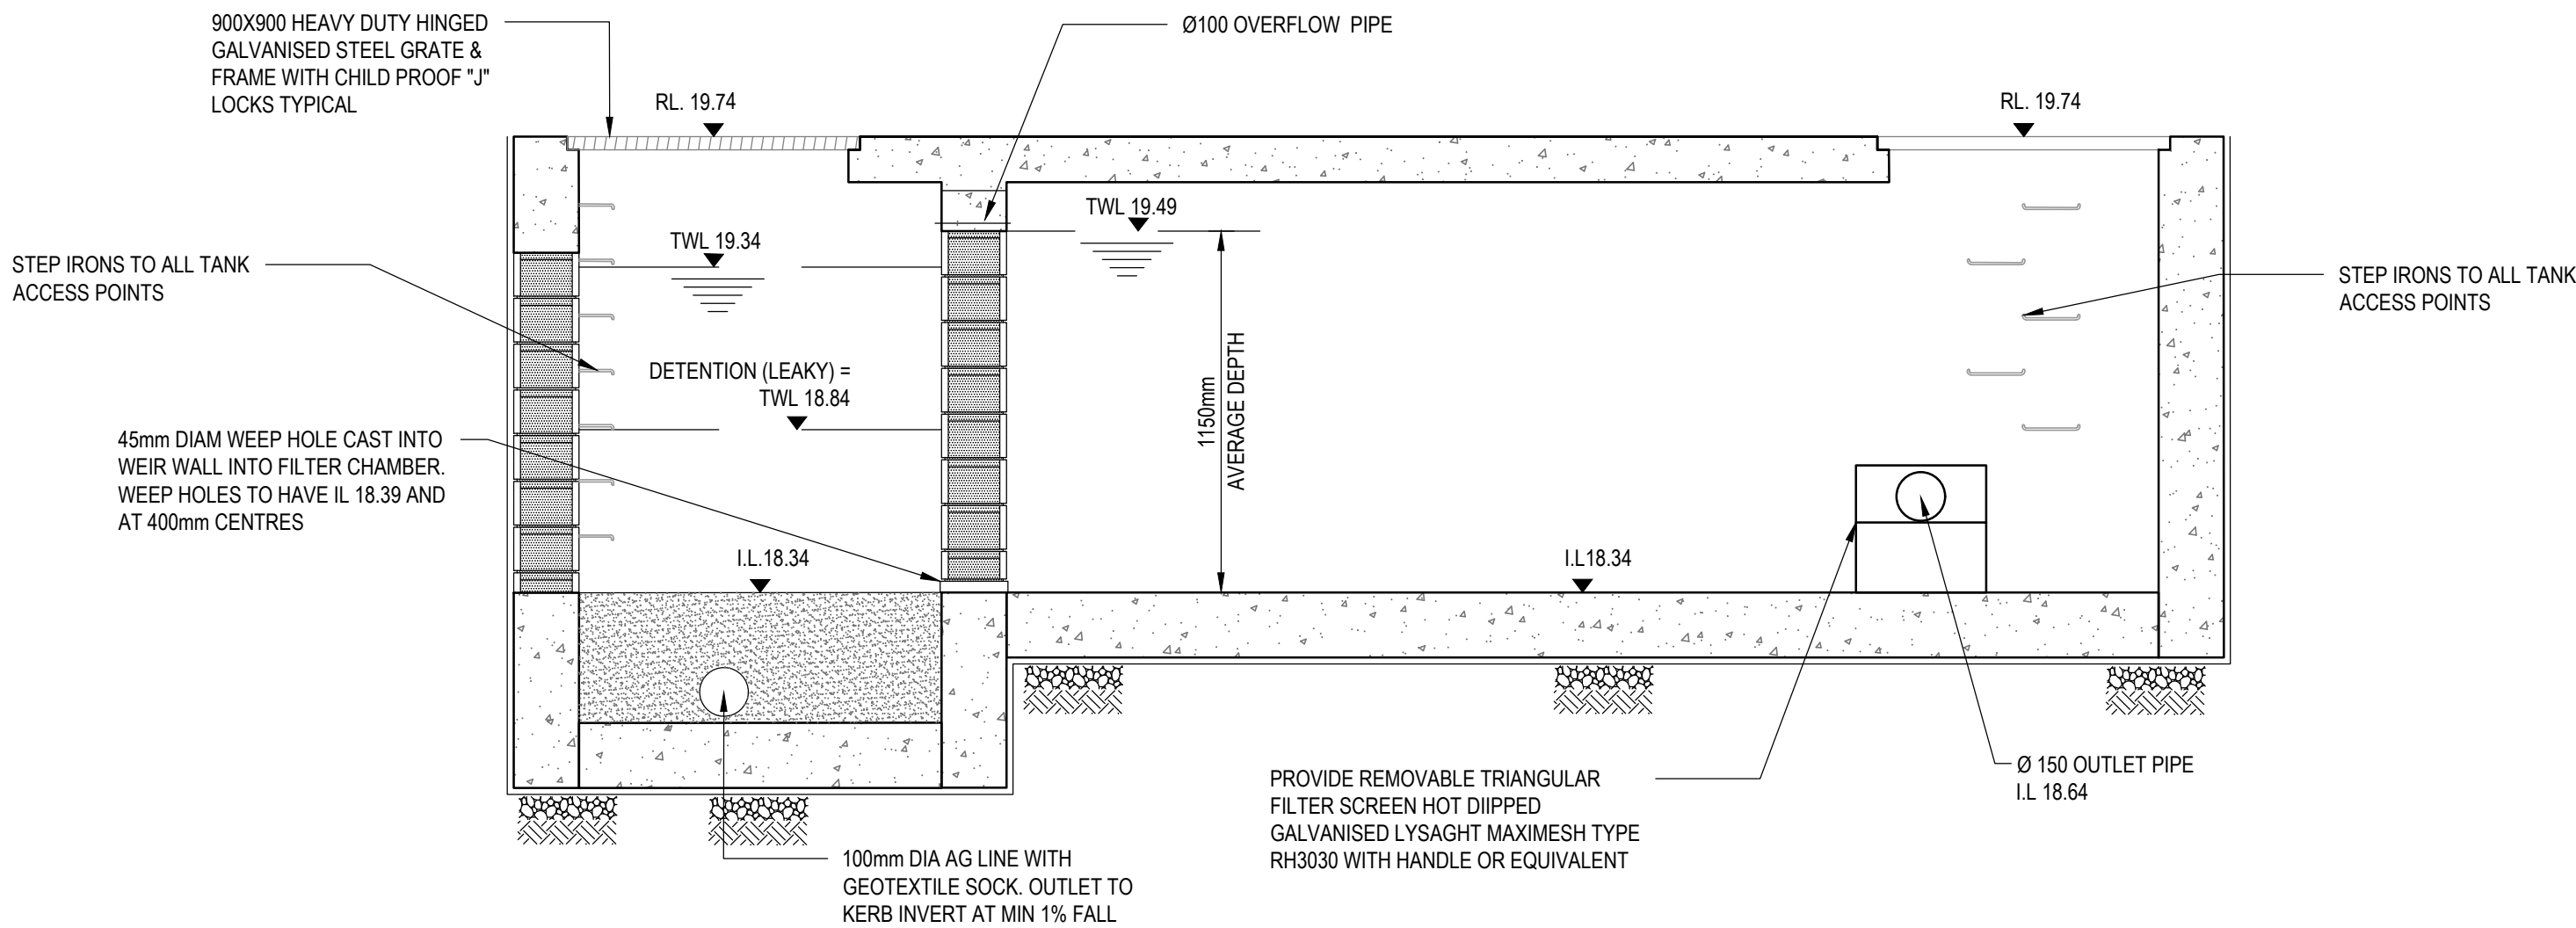 900X900 HEAVY DUTY HINGED
GALVANISED STEEL GRATE &
FRAME WITH CHILD PROOF "J"
LOCKS TYPICAL
Ø100 OVERFLOW PIPE
RL. 19.74
RL. 19.74
TWL 19.49
TWL 19.34
STEP IRONS TO ALL TANK
ACCESS POINTS
STEP IRONS TO ALL TANK
ACCESS POINTS
DETENTION (LEAKY) =
TWL 18.84
1150mm
AVERAGE DEPTH
45mm DIAM WEEP HOLE CAST INTO
WEIR WALL INTO FILTER CHAMBER.
WEEP HOLES TO HAVE IL 18.39 AND
AT 400mm CENTRES
I.L.18.34
I.L18.34
PROVIDE REMOVABLE TRIANGULAR
FILTER SCREEN HOT DIIPPED
GALVANISED LYSAGHT MAXIMESH TYPE
RH3030 WITH HANDLE OR EQUIVALENT
Ø 150 OUTLET PIPE
I.L 18.64
100mm DIA AG LINE WITH
GEOTEXTILE SOCK. OUTLET TO
KERB INVERT AT MIN 1% FALL